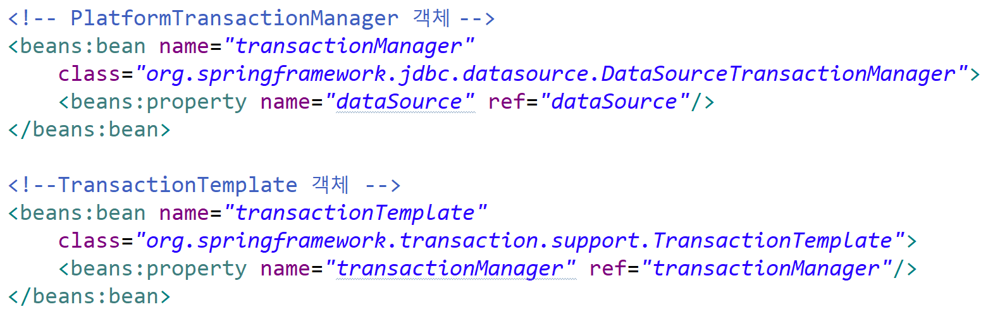 <!-- PlatformTransactionManager 객체 -->
<beans:bean name="transactionManager"
    class="org.springframework.jdbc.datasource.DataSourceTransactionManager">
    <beans:property name="dataSource" ref="dataSource"/>
</beans:bean>

<!--TransactionTemplate 객체 -->
<beans:bean name="transactionTemplate"
    class="org.springframework.transaction.support.TransactionTemplate">
    <beans:property name="transactionManager" ref="transactionManager"/>
</beans:bean>